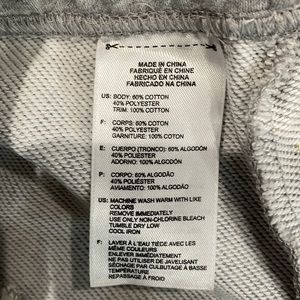 MADE IN CHINA
FABRIQUÉ EN CHINE
HECHO EN CHINA
FABRICADO NA CHINA
US: BODY: 60% COTTON
40% POLYESTER
TRIM: 100% COTTON
F: CORPS: 60% COTON
40% POLYESTER
GARNITURE: 100% COTON
E: CUERPO (TRONCO): 60% ALGODÓN
40% POLIÉSTER
ADORNO: 100% ALGODÓN
P: CORPO: 60% ALGODÃO
40% POLIÉSTER
AVIAMENTO: 100% ALGODÃO
US: MACHINE WASH WARM WITH LIKE
COLORS
REMOVE IMMEDIATELY
USE ONLY NON-CHLORINE BLEACH
TUMBLE DRY LOW
COOL IRON
F: LAVER À L'EAU TIÈDE AVEC LES
MÊME COULEURS
ENLEVER IMMÉDIATEMENT
NE PAS UTILISER DE JAVELISANT
SÉCHAGE PAR CULBUTAGE À BASSE
TEMPÉRATURE
REPASSAGE À FROID